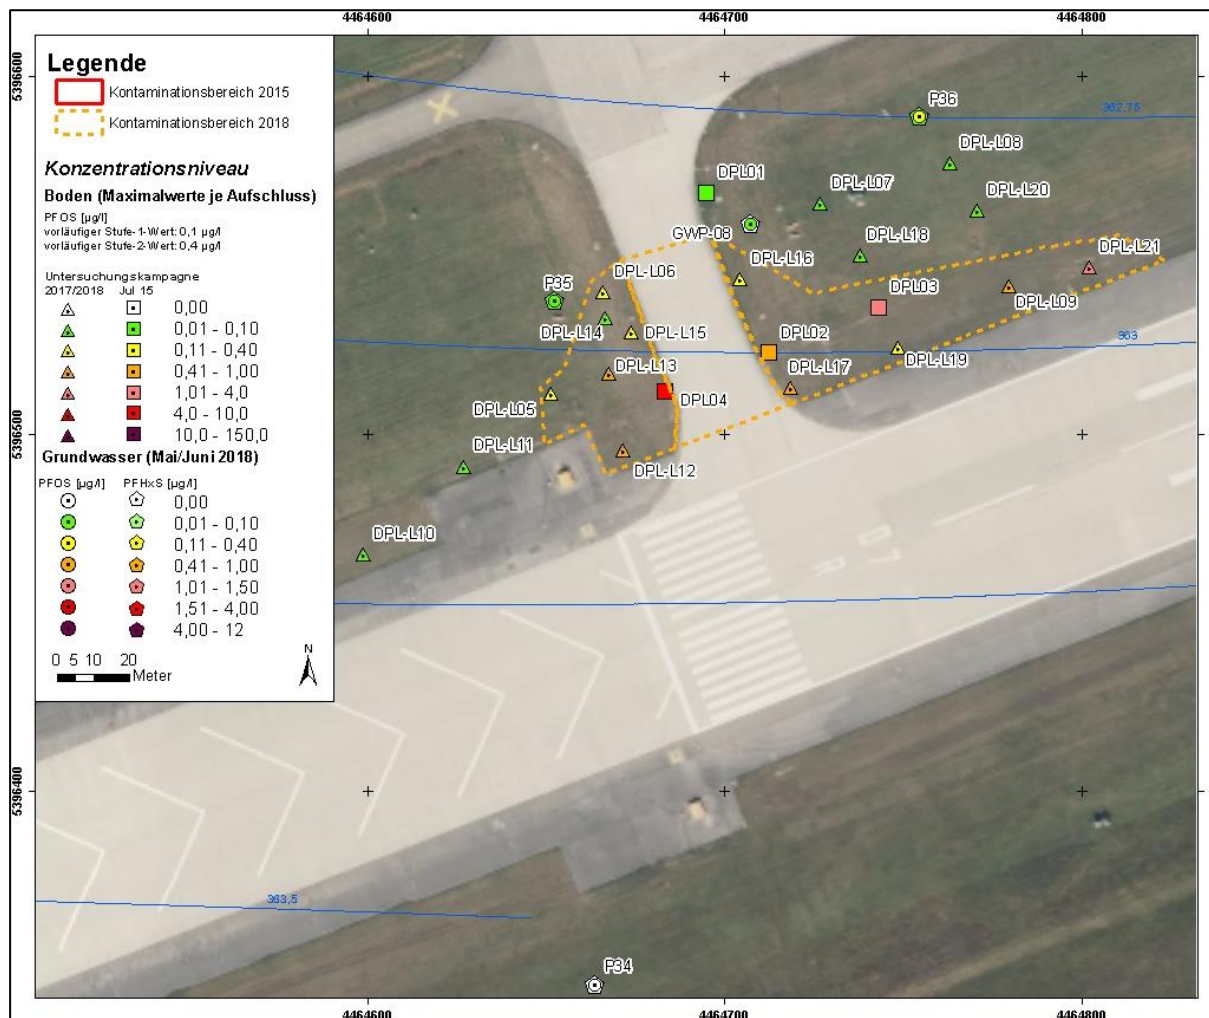 4464600
4464700
4464800
5396600
5396500
5396400
Legende
Kontaminationsbereich 2015
Kontaminationsbereich 2018
Konzentrationsniveau
Boden (Maximalwerte je Aufschluss)
PFOS [µg/l]
vorläufiger Stufe-1-Wert: 0,1 µg/l
vorläufiger Stufe-2-Wert: 0,4 µg/l
Untersuchungskampagne
2017/2018 Jul 15
0,00
0,01 - 0,10
0,11 - 0,40
0,41 - 1,00
1,01 - 4,0
4,0 - 10,0
10,0 - 150,0
Grundwasser (Mai/Juni 2018)
PFOS [µg/l] PFHxS [µg/l]
0,00
0,01 - 0,10
0,11 - 0,40
0,41 - 1,00
1,01 - 1,50
1,51 - 4,00
4,00 - 12
0 5 10 20
Meter
N
P36
362,75
DPL-L08
DPL01
DPL-L07
DPL-L20
GWP-08
DPL-L18
DPL-L21
DPL-L16
DPL-L06
P35
DPL03
DPL-L09
DPL-L14
DPL-L15
DPL02
363
DPL-L19
DPL-L13
DPL-L17
DPL04
DPL-L05
DPL-L11
DPL-L12
DPL-L10
07
R
363,5
P34
4464600
4464700
4464800